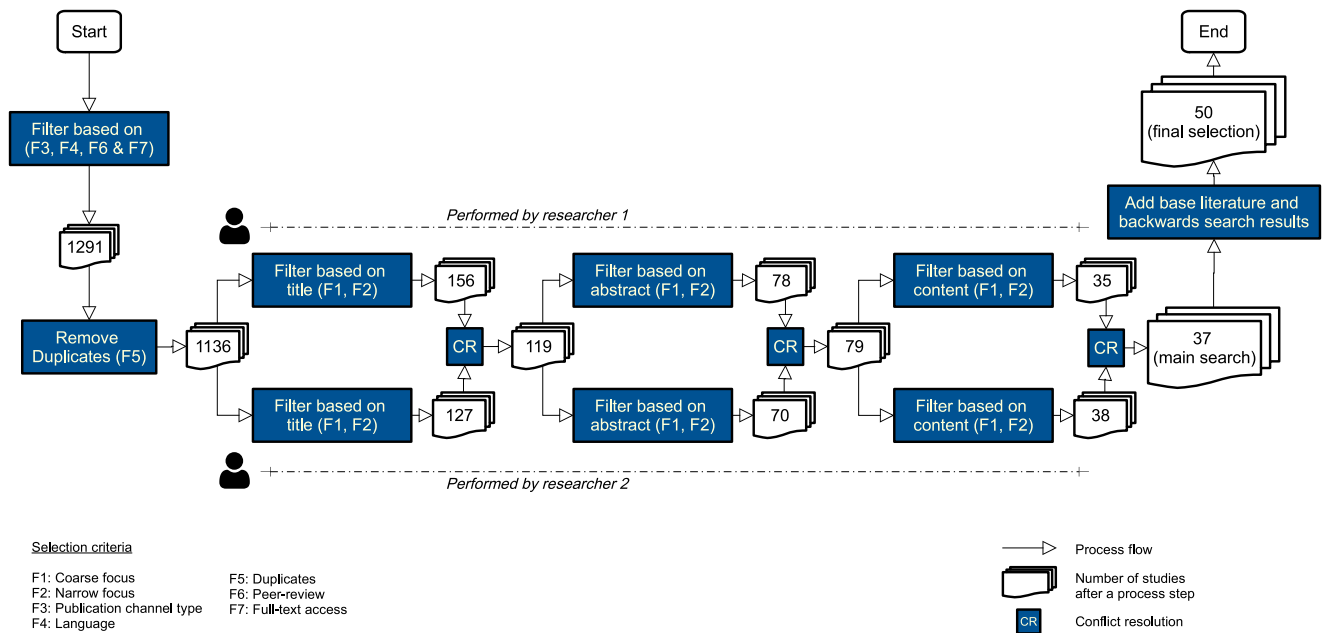 Start
End
Filter based on
(F3, F4, F6 & F7)
50
(final selection)
Add base literature and
backwards search results
Performed by researcher 1
1291
Filter based on
title (F1, F2)
156
Filter based on
abstract (F1, F2)
78
Filter based on
content (F1, F2)
35
Remove
Duplicates (F5)
1136
CR
119
CR
79
CR
37
(main search)
Filter based on
title (F1, F2)
127
Filter based on
abstract (F1, F2)
70
Filter based on
content (F1, F2)
38
Performed by researcher 2
Selection criteria
F1: Coarse focus
F2: Narrow focus
F3: Publication channel type
F4: Language
F5: Duplicates
F6: Peer-review
F7: Full-text access
Process flow
Number of studies
after a process step
CR
Conflict resolution